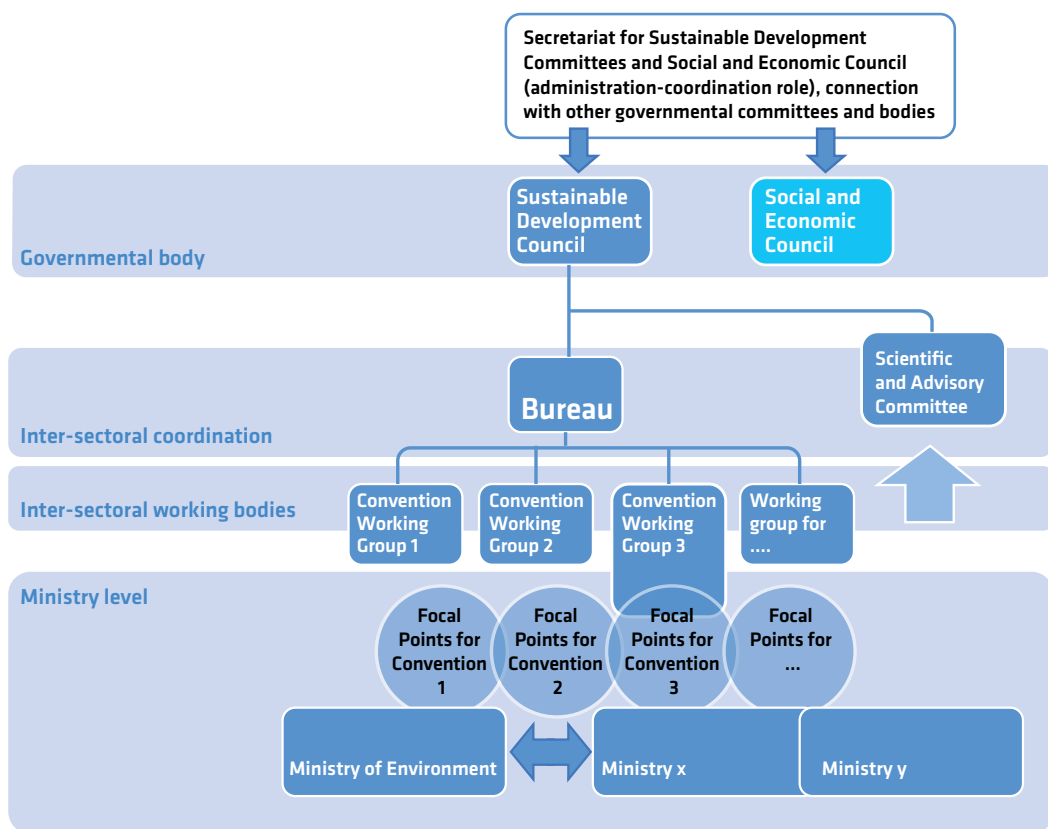 Secretariat for Sustainable Development
Committees and Social and Economic Council
(administration-coordination role), connection
with other governmental committees and bodies
Sustainable
Development
Council
Social and
Economic
Council
Governmental body
Scientific
and Advisory
Committee
Bureau
Inter-sectoral coordination
Inter-sectoral working bodies
Convention
Working
Group 1
Convention
Working
Group 2
Convention
Working
Group 3
Working
group for
....
Ministry level
Focal
Points for
Convention
1
Focal
Points for
Convention
2
Focal
Points for
Convention
3
Focal
Points for
...
Ministry of Environment
Ministry x
Ministry y